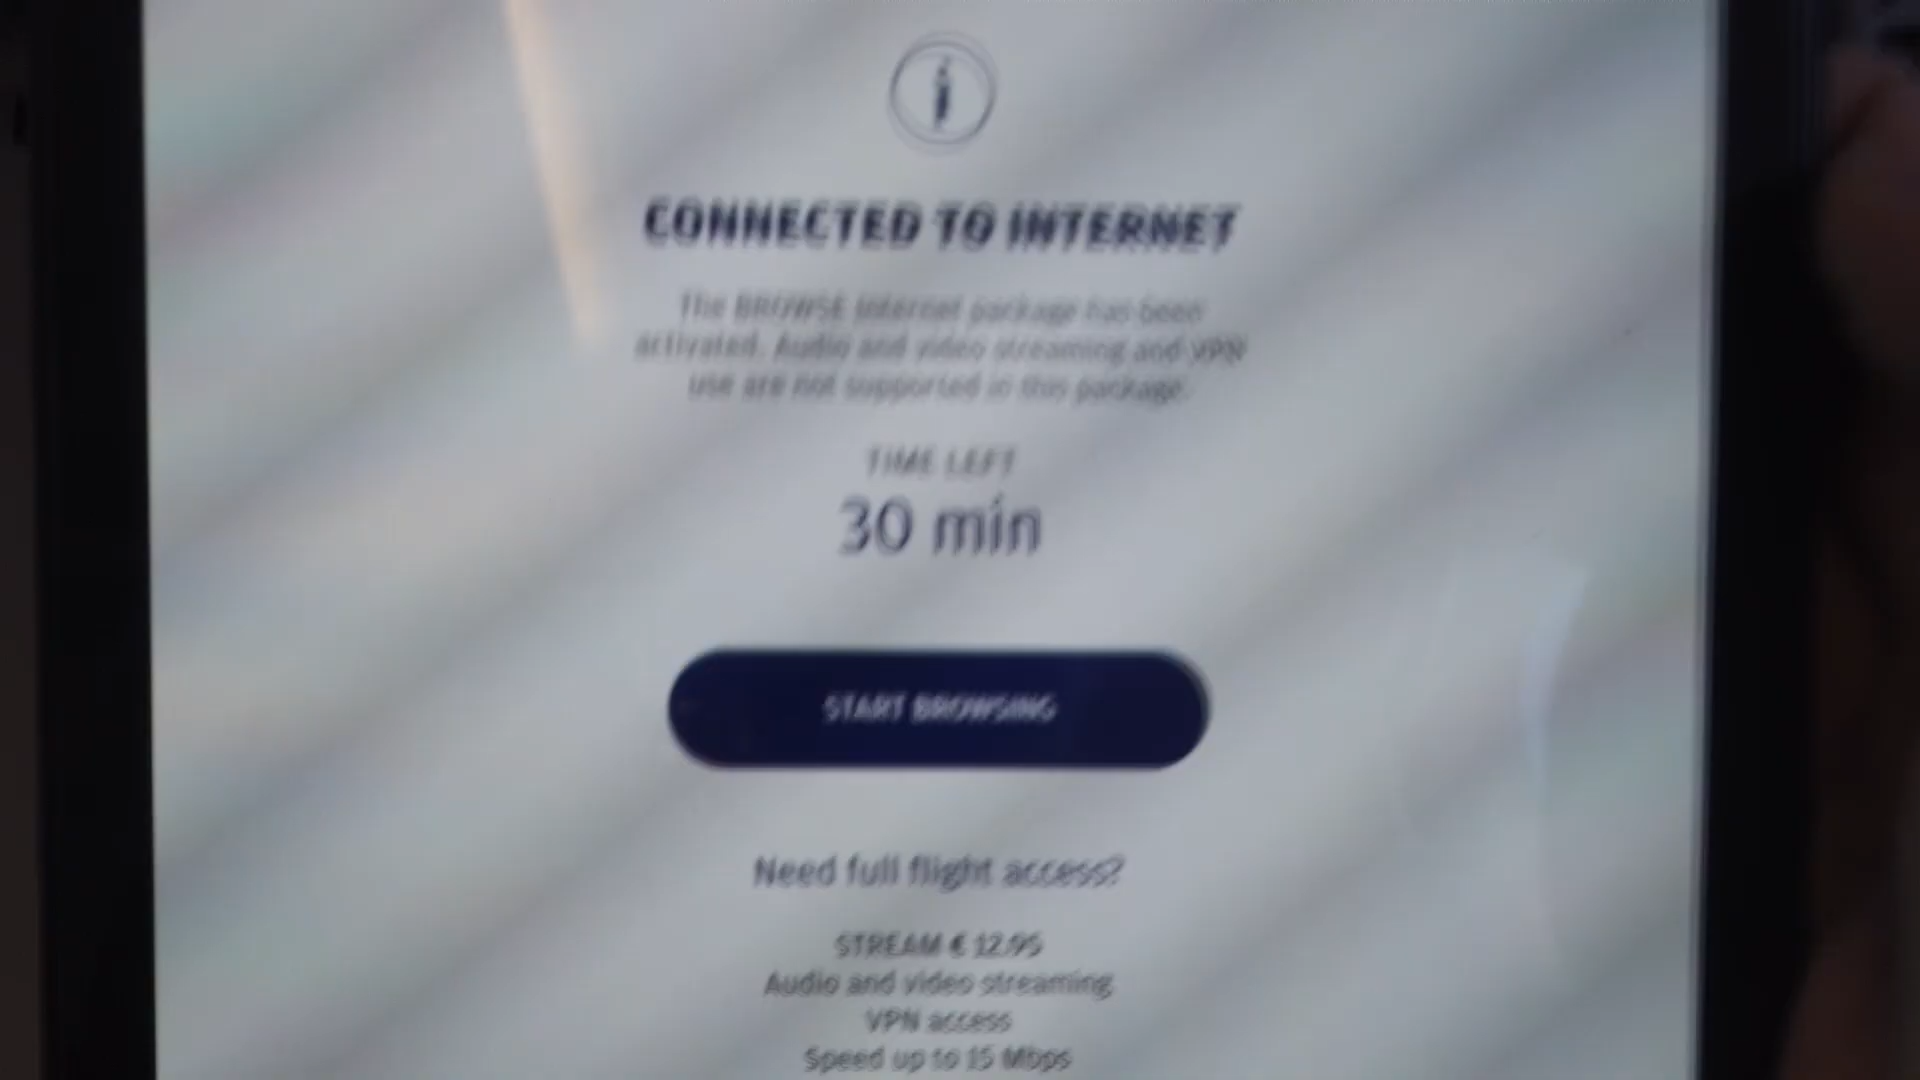 i
CONNECTED TO INTERNET
The BROWSE Internet package has been
activated. Audio and video streaming and VPN
use are not supported in this package.
TIME LEFT
30 min
START BROWSING
Need full flight access?
STREAM € 12.95
Audio and video streaming
VPN access
Speed up to 15 Mbps